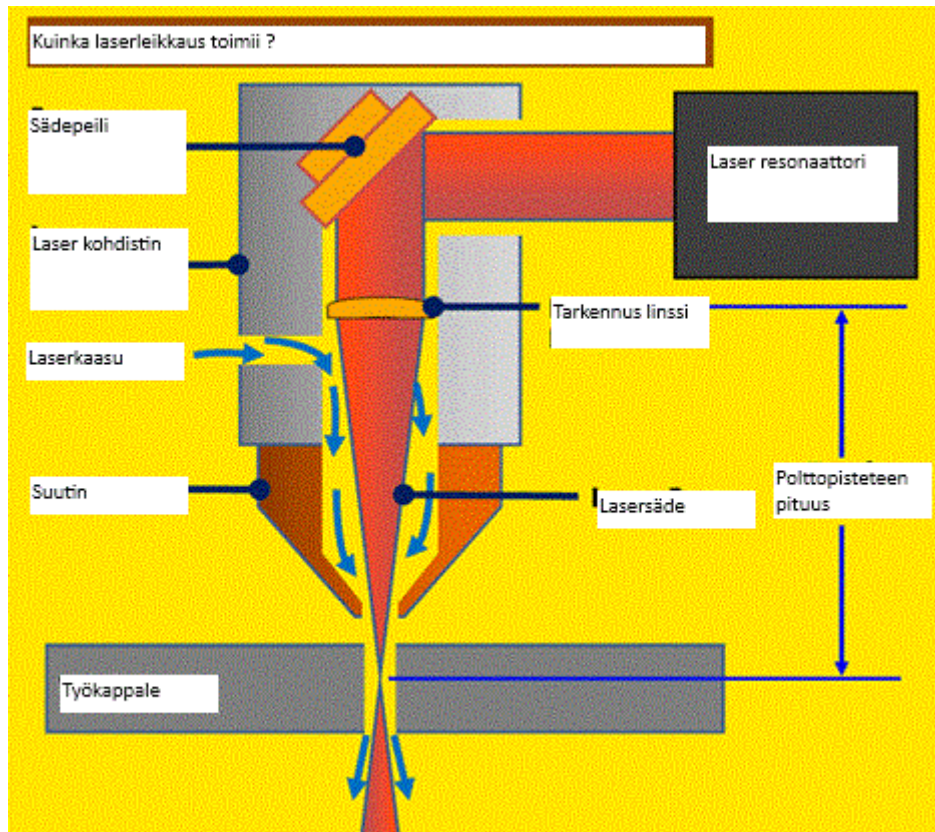 Kuinka laserleikkaus toimii ?
Sädepeili
Laser resonaattori
Laser kohdistin
Tarkennus linssi
Laserkaasu
Polttopisteteen
pituus
Suutin
Lasersäde
Työkappale